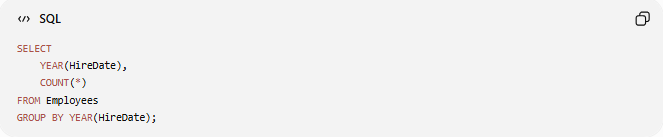 </> SQL
SELECT
    YEAR(HireDate),
    COUNT(*)
FROM Employees
GROUP BY YEAR(HireDate);